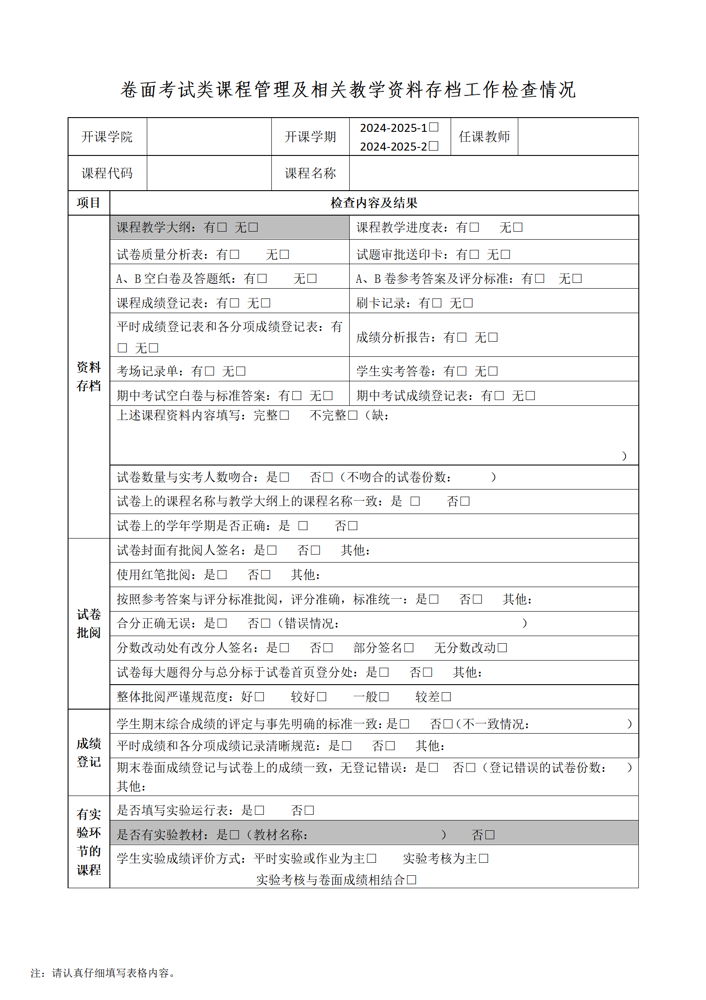 卷面考试类课程管理及相关教学资料存档工作检查情况
开课学院 开课学期 2024-2025-1□ 任课教师
2024-2025-2□
课程代码 课程名称
项目 检查内容及结果
资料
存档
课程教学大纲：有□ 无□ 课程教学进度表：有□ 无□
试卷质量分析表：有□ 无□ 试题审批送印卡：有□ 无□
A、B 空白卷及答题纸：有□ 无□ A、B 卷参考答案及评分标准：有□ 无□
课程成绩登记表：有□ 无□ 刷卡记录：有□ 无□
平时成绩登记表和各分项成绩登记表：有
□ 无□
成绩分析报告：有□ 无□
考场记录单：有□ 无□ 学生实考答卷：有□ 无□
期中考试空白卷与标准答案：有□ 无□ 期中考试成绩登记表：有□ 无□
上述课程资料内容填写：完整□ 不完整□（缺：
）
试卷数量与实考人数吻合：是□ 否□（不吻合的试卷份数： ）
试卷上的课程名称与教学大纲上的课程名称一致：是 □ 否□
试卷上的学年学期是否正确：是 □ 否□
试卷
批阅
试卷封面有批阅人签名：是□ 否□ 其他：
使用红笔批阅：是□ 否□ 其他：
按照参考答案与评分标准批阅，评分准确，标准统一：是□ 否□ 其他：
合分正确无误：是□ 否□（错误情况： ）
分数改动处有改分人签名：是□ 否□ 部分签名□ 无分数改动□
试卷每大题得分与总分标于试卷首页登分处：是□ 否□ 其他：
整体批阅严谨规范度：好□ 较好□ 一般□ 较差□
成绩
登记
学生期末综合成绩的评定与事先明确的标准一致：是□ 否□（不一致情况： ）
平时成绩和各分项成绩记录清晰规范：是□ 否□ 其他：
期末卷面成绩登记与试卷上的成绩一致，无登记错误：是□ 否□（登记错误的试卷份数： ）
其他：
有实
验环
节的
课程
是否填写实验运行表：是□ 否□
是否有实验教材：是□（教材名称： ） 否□
学生实验成绩评价方式：平时实验或作业为主□ 实验考核为主□
实验考核与卷面成绩相结合□
注：请认真仔细填写表格内容。